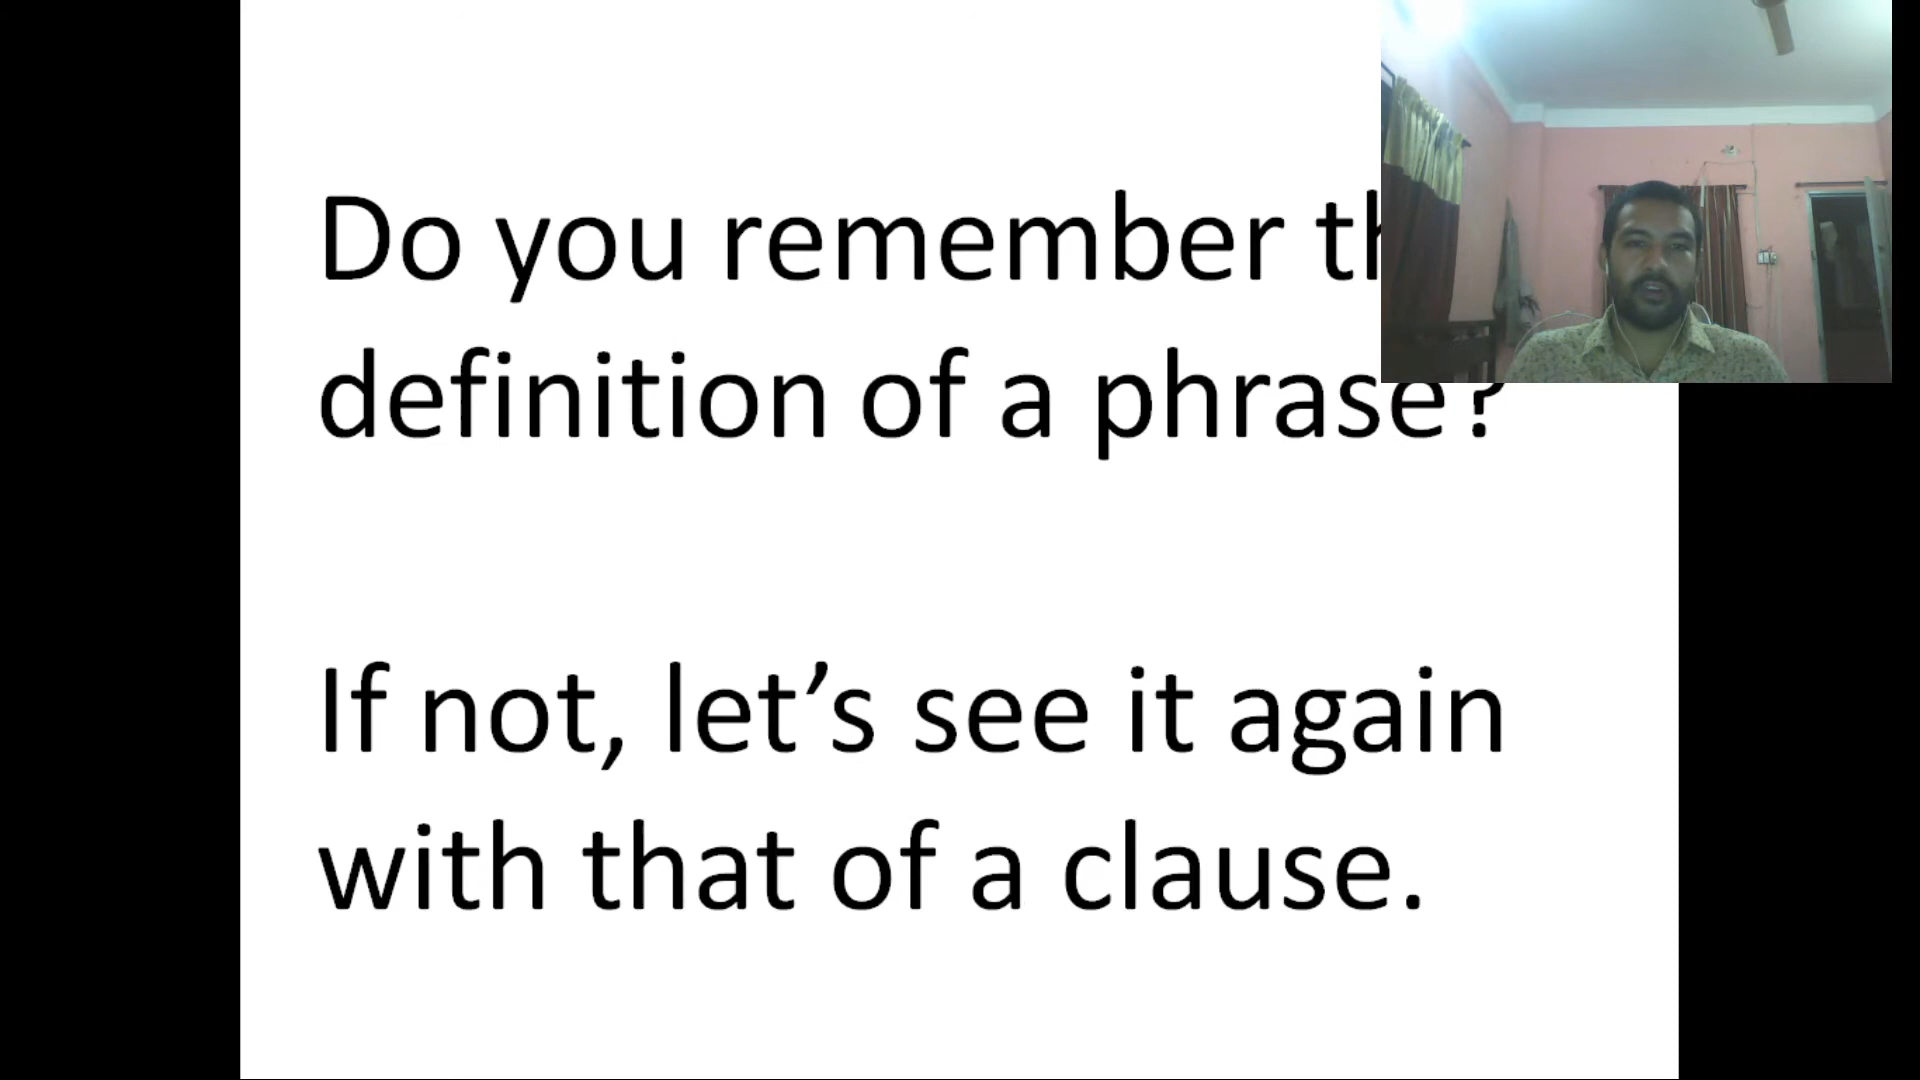 Do you remember
definition of a phrase?
If not, let’s see it again
with that of a clause.